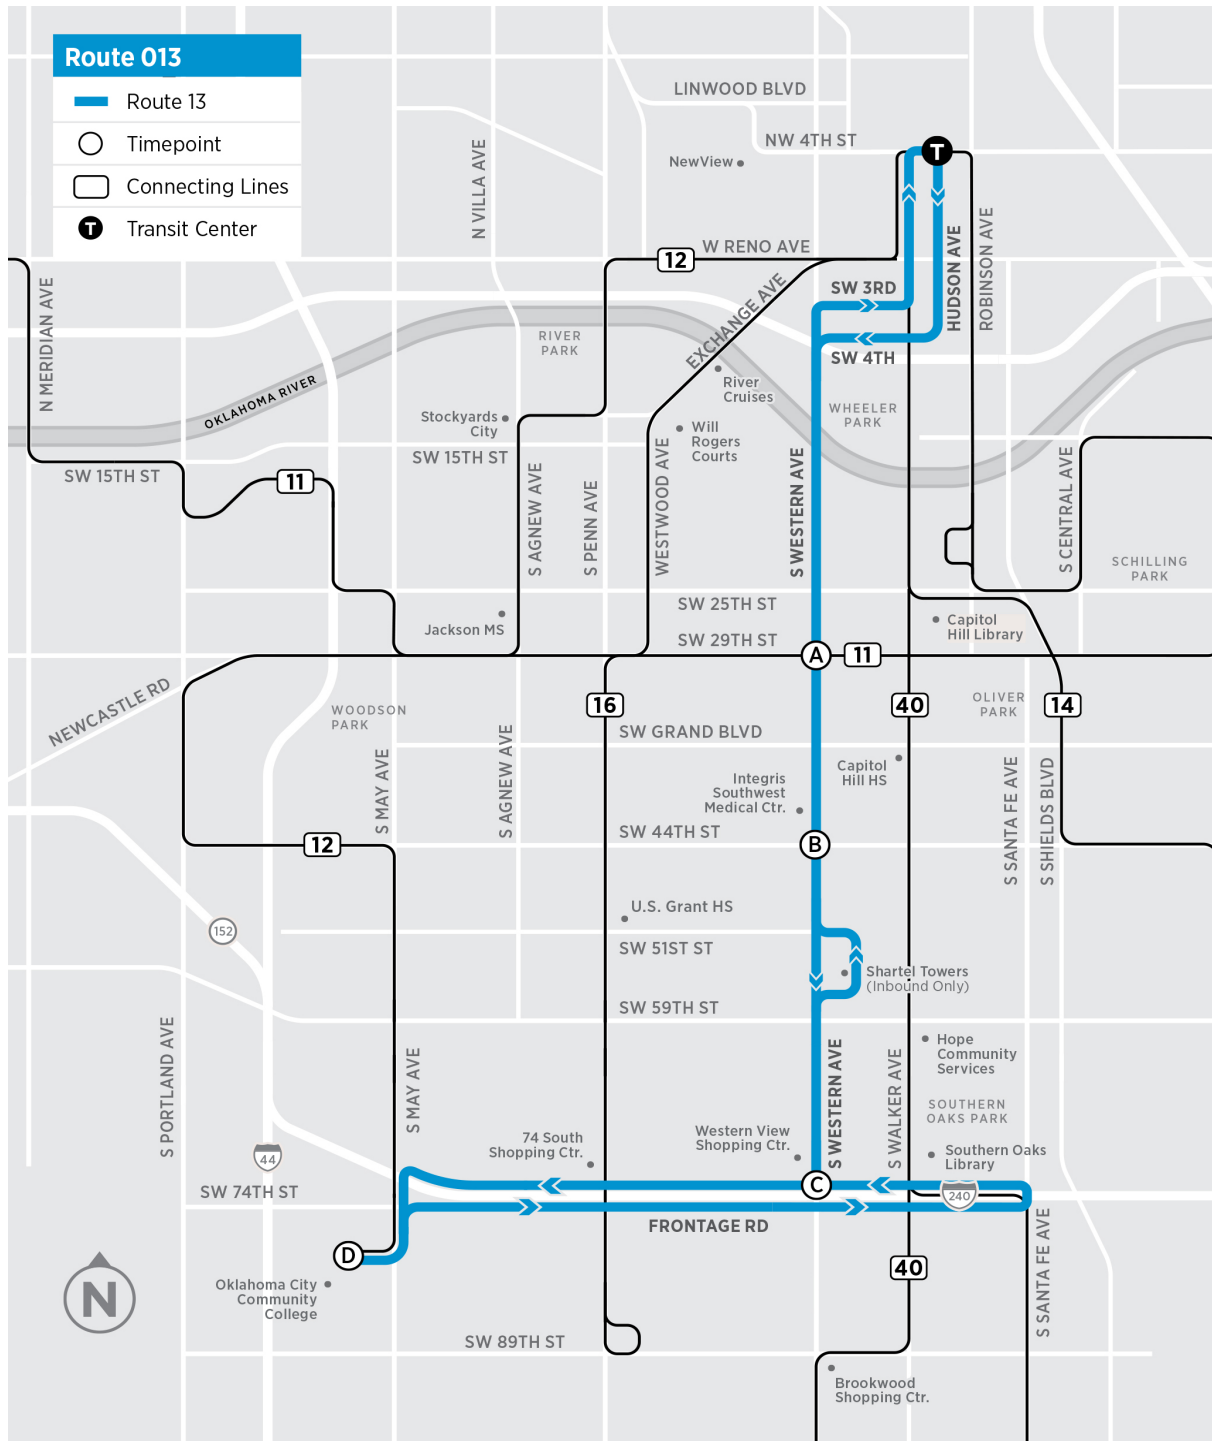 Route 013
Route 13
Timepoint
Connecting Lines
T
Transit Center
LINWOOD BLVD
NW 4TH ST
NewView
T
N VILLA AVE
W RENO AVE
12
HUDSON AVE
ROBINSON AVE
N MERIDIAN AVE
SW 3RD
EXCHANGE AVE
RIVER
PARK
SW 4TH
OKLAHOMA RIVER
River
Cruises
WHEELER
PARK
Stockyards
City
Will
Rogers
Courts
SW 15TH ST
SW 15TH ST
11
S AGNEW AVE
S PENN AVE
WESTWOOD AVE
S WESTERN AVE
S CENTRAL AVE
SCHILLING
PARK
SW 25TH ST
Jackson MS
Capitol
Hill Library
SW 29TH ST
A
11
NEWCASTLE RD
WOODSON
PARK
16
40
OLIVER
PARK
14
SW GRAND BLVD
S MAY AVE
S AGNEW AVE
Integris
Southwest
Medical Ctr.
Capitol
Hill HS
S SANTA FE AVE
S SHIELDS BLVD
12
SW 44TH ST
B
U.S. Grant HS
152
SW 51ST ST
Shartel Towers
(Inbound Only)
SW 59TH ST
S PORTLAND AVE
S MAY AVE
S WESTERN AVE
S WALKER AVE
Hope
Community
Services
SOUTHERN
OAKS PARK
74 South
Shopping Ctr.
Western View
Shopping Ctr.
Southern Oaks
Library
44
SW 74TH ST
C
240
FRONTAGE RD
D
S SANTA FE AVE
40
Oklahoma City
Community
College
N
SW 89TH ST
Brookwood
Shopping Ctr.